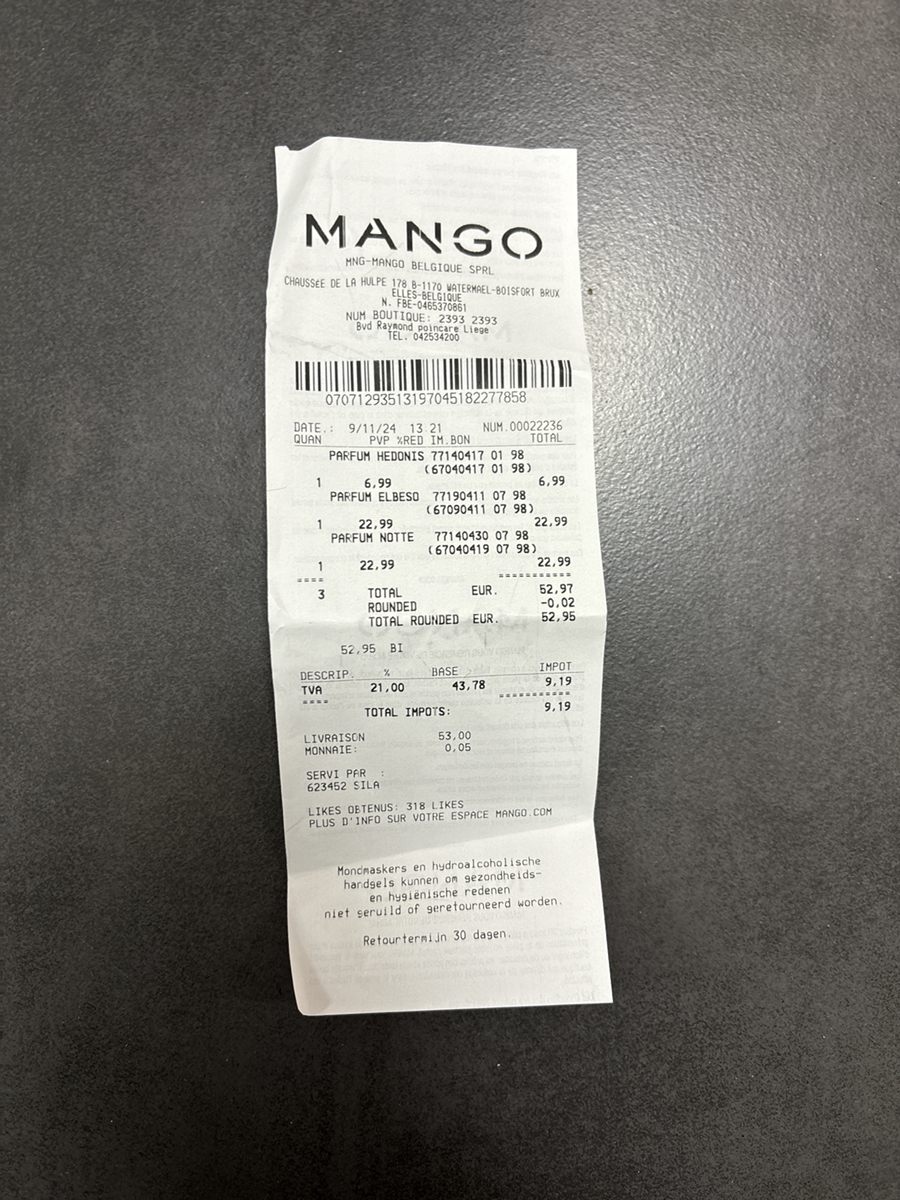 MANGO
MNG-MANGO BELGIQUE SPRL
CHAUSSéE DE LA HULPE 178 B-1170 WATERMAEL-BOISFORT BRUX
ELLES-BELGIQUE
N. FBE-0465370861
NUM BOUTIQUE: 2393 2393
Bvd Raymond poincare Liege
TEL. 042534200
07071293513197045182277858
DATE.: 9/11/24 13 21 NUM.00022236
QUAN PVP %RED IM.BON TOTAL
PARFUM HEDONIS 77140417 01 98
(67040417 01 98)
1 6,99 6,99
PARFUM ELBESO 77190411 07 98
(67090411 07 98)
1 22,99 22,99
PARFUM NOTTE 77140430 07 98
(67040419 07 98)
1 22,99 22,99
==== ===========
3 TOTAL EUR. 52,97
ROUNDED -0,02
TOTAL ROUNDED EUR. 52,95
52,95 BI
DESCRIP. % BASE IMPOT
TVA 21,00 43,78 9,19
==== ===========
TOTAL IMPOTS: 9,19
LIVRAISON 53,00
MONNAIE: 0,05
SERVI PAR :
623452 SILA
LIKES OBTENUS: 318 LIKES
PLUS D'INFO SUR VOTRE ESPACE MANGO.COM
Mondmaskers en hydroalcoholische
handgels kunnen om gezondheids-
en hygiënische redenen
niet geruild of geretourneerd worden.
Retourtermijn 30 dagen.